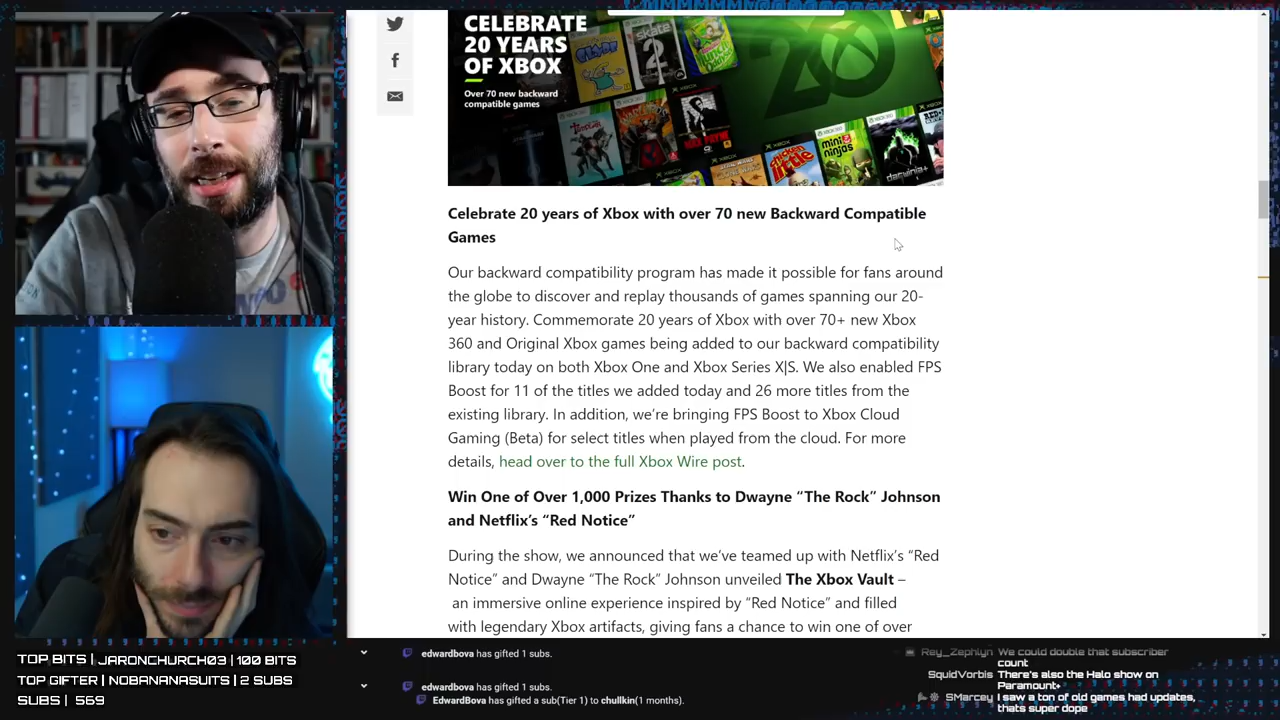 CELEBRATE
20 YEARS
OF XBOX
Over 70 new backward
compatible games
20
skate
2
MAX PAYNE
chicken
little
mini
ninjas
darwinia+
Celebrate 20 years of Xbox with over 70 new Backward Compatible
Games
Our backward compatibility program has made it possible for fans around
the globe to discover and replay thousands of games spanning our 20-
year history. Commemorate 20 years of Xbox with over 70+ new Xbox
360 and Original Xbox games being added to our backward compatibility
library today on both Xbox One and Xbox Series X|S. We also enabled FPS
Boost for 11 of the titles we added today and 26 more titles from the
existing library. In addition, we’re bringing FPS Boost to Xbox Cloud
Gaming (Beta) for select titles when played from the cloud. For more
details, head over to the full Xbox Wire post.
Win One of Over 1,000 Prizes Thanks to Dwayne “The Rock” Johnson
and Netflix’s “Red Notice”
During the show, we announced that we’ve teamed up with Netflix’s “Red
Notice” and Dwayne “The Rock” Johnson unveiled The Xbox Vault –
an immersive online experience inspired by “Red Notice” and filled
with legendary Xbox artifacts, giving fans a chance to win one of over
TOP BITS | JARONCHURCH03 | 100 BITS
TOP GIFTER | NOBANANASUITS | 2 SUBS
SUBS | 569
edwardbova has gifted 1 subs.
edwardbova has gifted 1 subs.
EdwardBova has gifted a sub(Tier 1) to chullkin(1 months).
Rey_Zephlyn We could double that subscriber
count
SquidVorbis There's also the Halo show on
Paramount+
SMarcey I saw a ton of old games had updates,
thats super dope